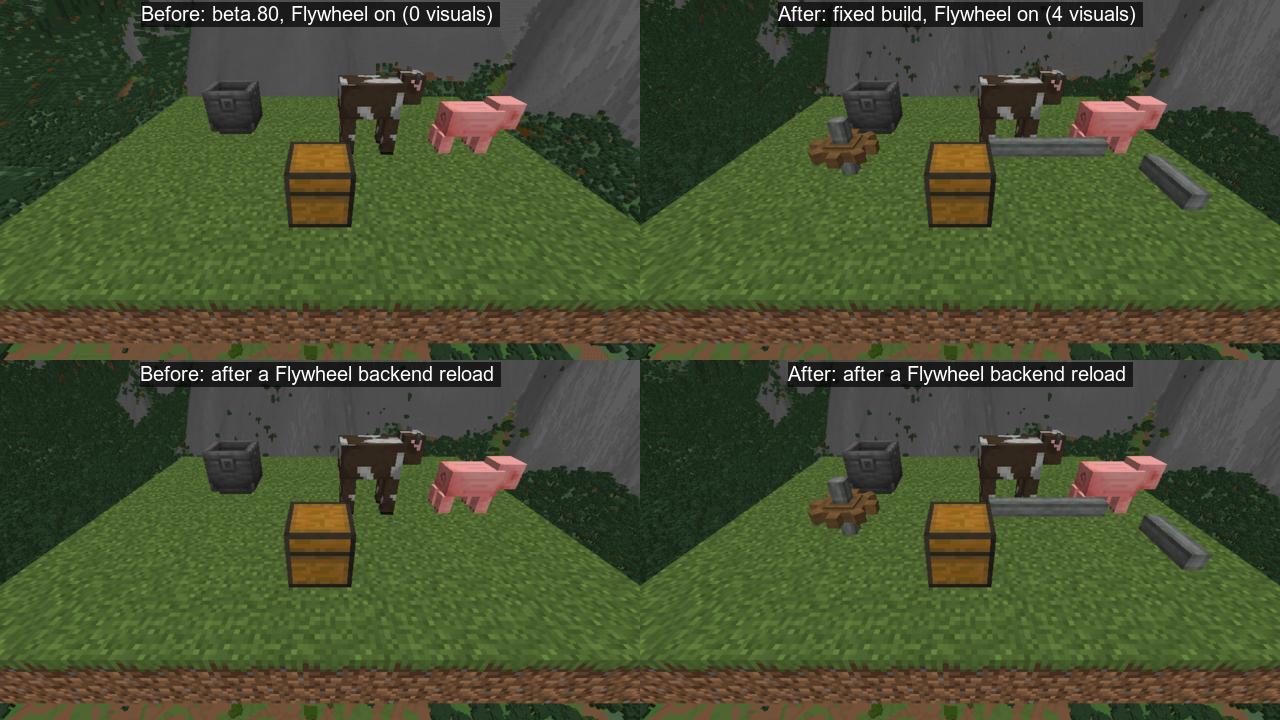 Before: beta.80, Flywheel on (0 visuals)
After: fixed build, Flywheel on (4 visuals)
Before: after a Flywheel backend reload
After: after a Flywheel backend reload